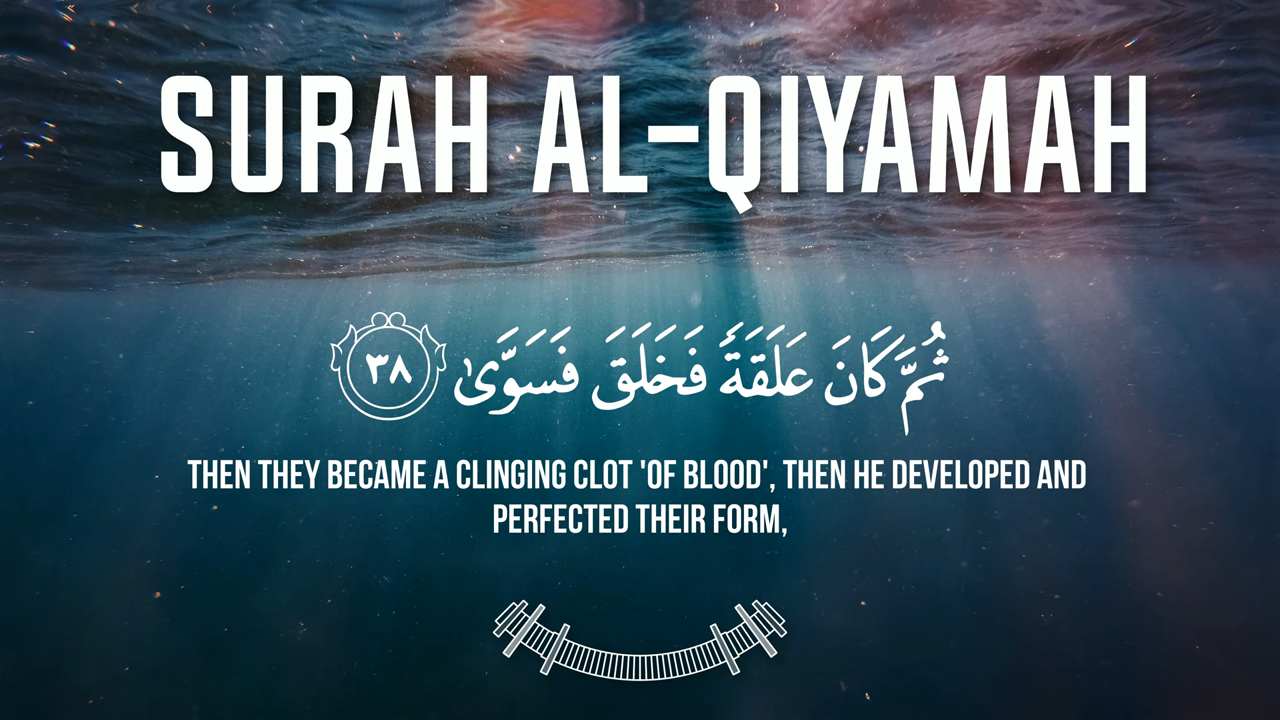 SURAH AL-QIYAMAH
ثُمَّ كَانَ عَلَقَةً فَخَلَقَ فَسَوَّىٰ ٣٨
THEN THEY BECAME A CLINGING CLOT 'OF BLOOD', THEN HE DEVELOPED AND
PERFECTED THEIR FORM,